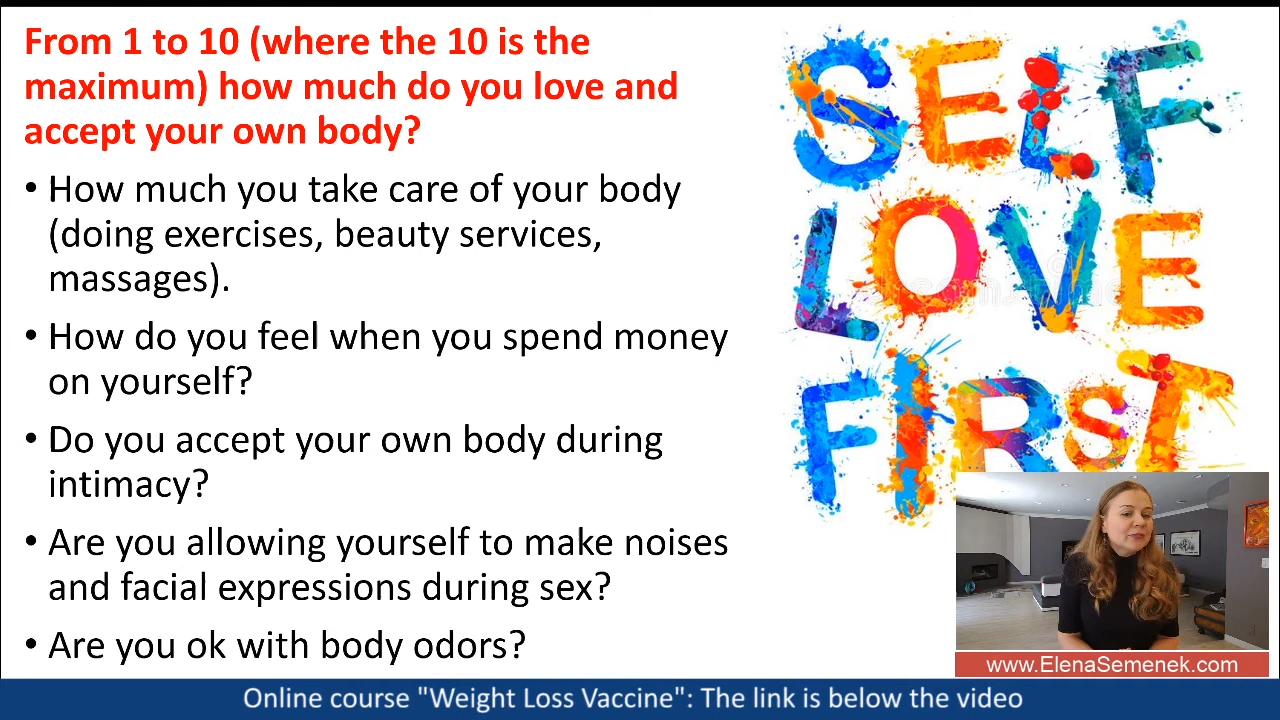 From 1 to 10 (where the 10 is the
maximum) how much do you love and
accept your own body?
• How much you take care of your body
(doing exercises, beauty services,
massages).
• How do you feel when you spend money
on yourself?
• Do you accept your own body during
intimacy?
• Are you allowing yourself to make noises
and facial expressions during sex?
• Are you ok with body odors?
SELF
LOVE
FIRST
www.ElenaSemenek.com
Online course "Weight Loss Vaccine": The link is below the video